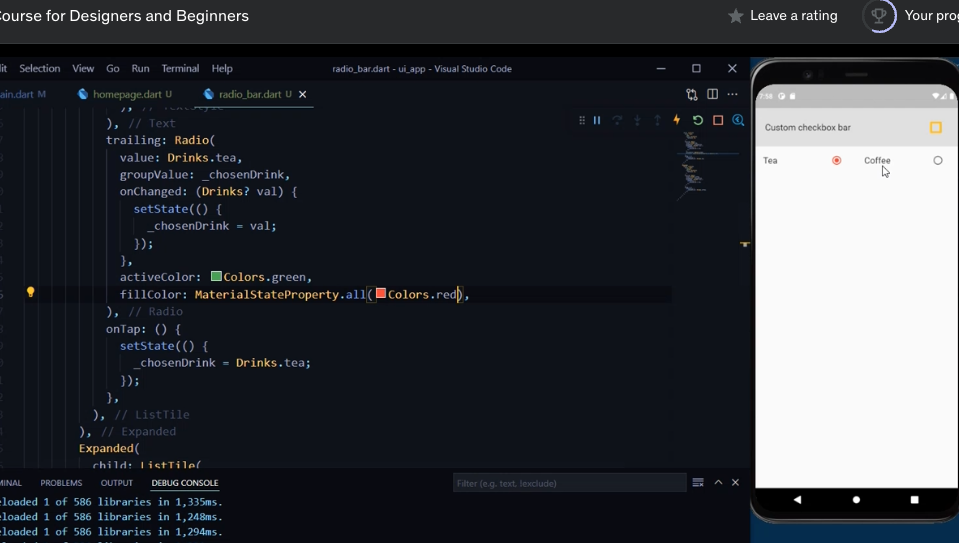 Course for Designers and Beginners
Leave a rating
Your prog
Selection View Go Run Terminal Help
radio_bar.dart - ui_app - Visual Studio Code
ain.dart M
homepage.dart U
radio_bar.dart U
), // Text
trailing: Radio(
value: Drinks.tea,
groupValue: _chosenDrink,
onChanged: (Drinks? val) {
setState(() {
_chosenDrink = val;
});
},
activeColor: Colors.green,
fillColor: MaterialStateProperty.all(Colors.red),
), // Radio
onTap: () {
setState(() {
_chosenDrink = Drinks.tea;
});
},
), // ListTile
), // Expanded
Expanded(
child: ListTile(
MINAL PROBLEMS OUTPUT DEBUG CONSOLE
Filter (e.g. text, !exclude)
eloaded 1 of 586 libraries in 1,335ms.
eloaded 1 of 586 libraries in 1,248ms.
eloaded 1 of 586 libraries in 1,294ms.
Custom checkbox bar
Tea
Coffee